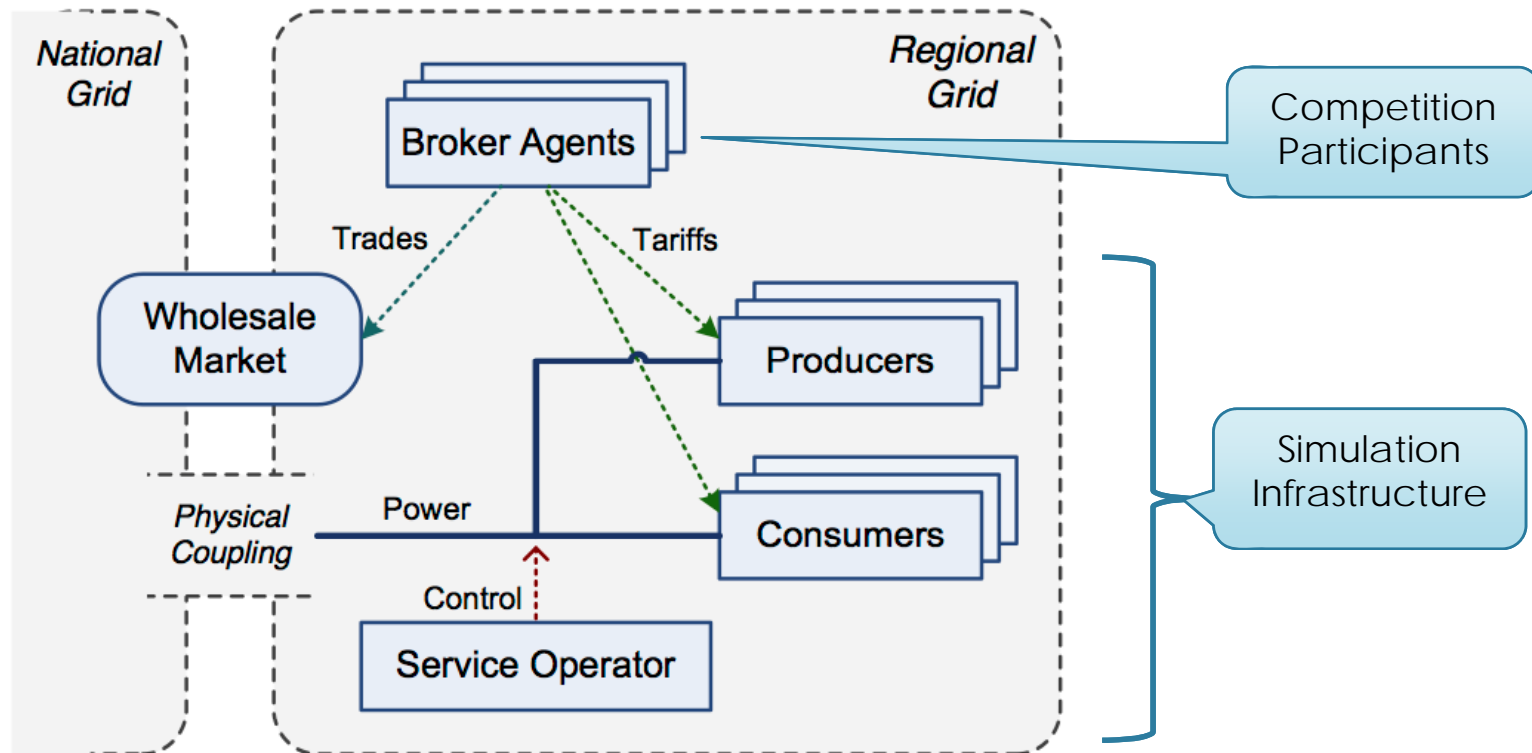 National
Grid
Regional
Grid
Broker Agents
Competition
Participants
Trades
Tariffs
Wholesale
Market
Producers
Simulation
Infrastructure
Physical
Coupling
Power
Consumers
Control
Service Operator